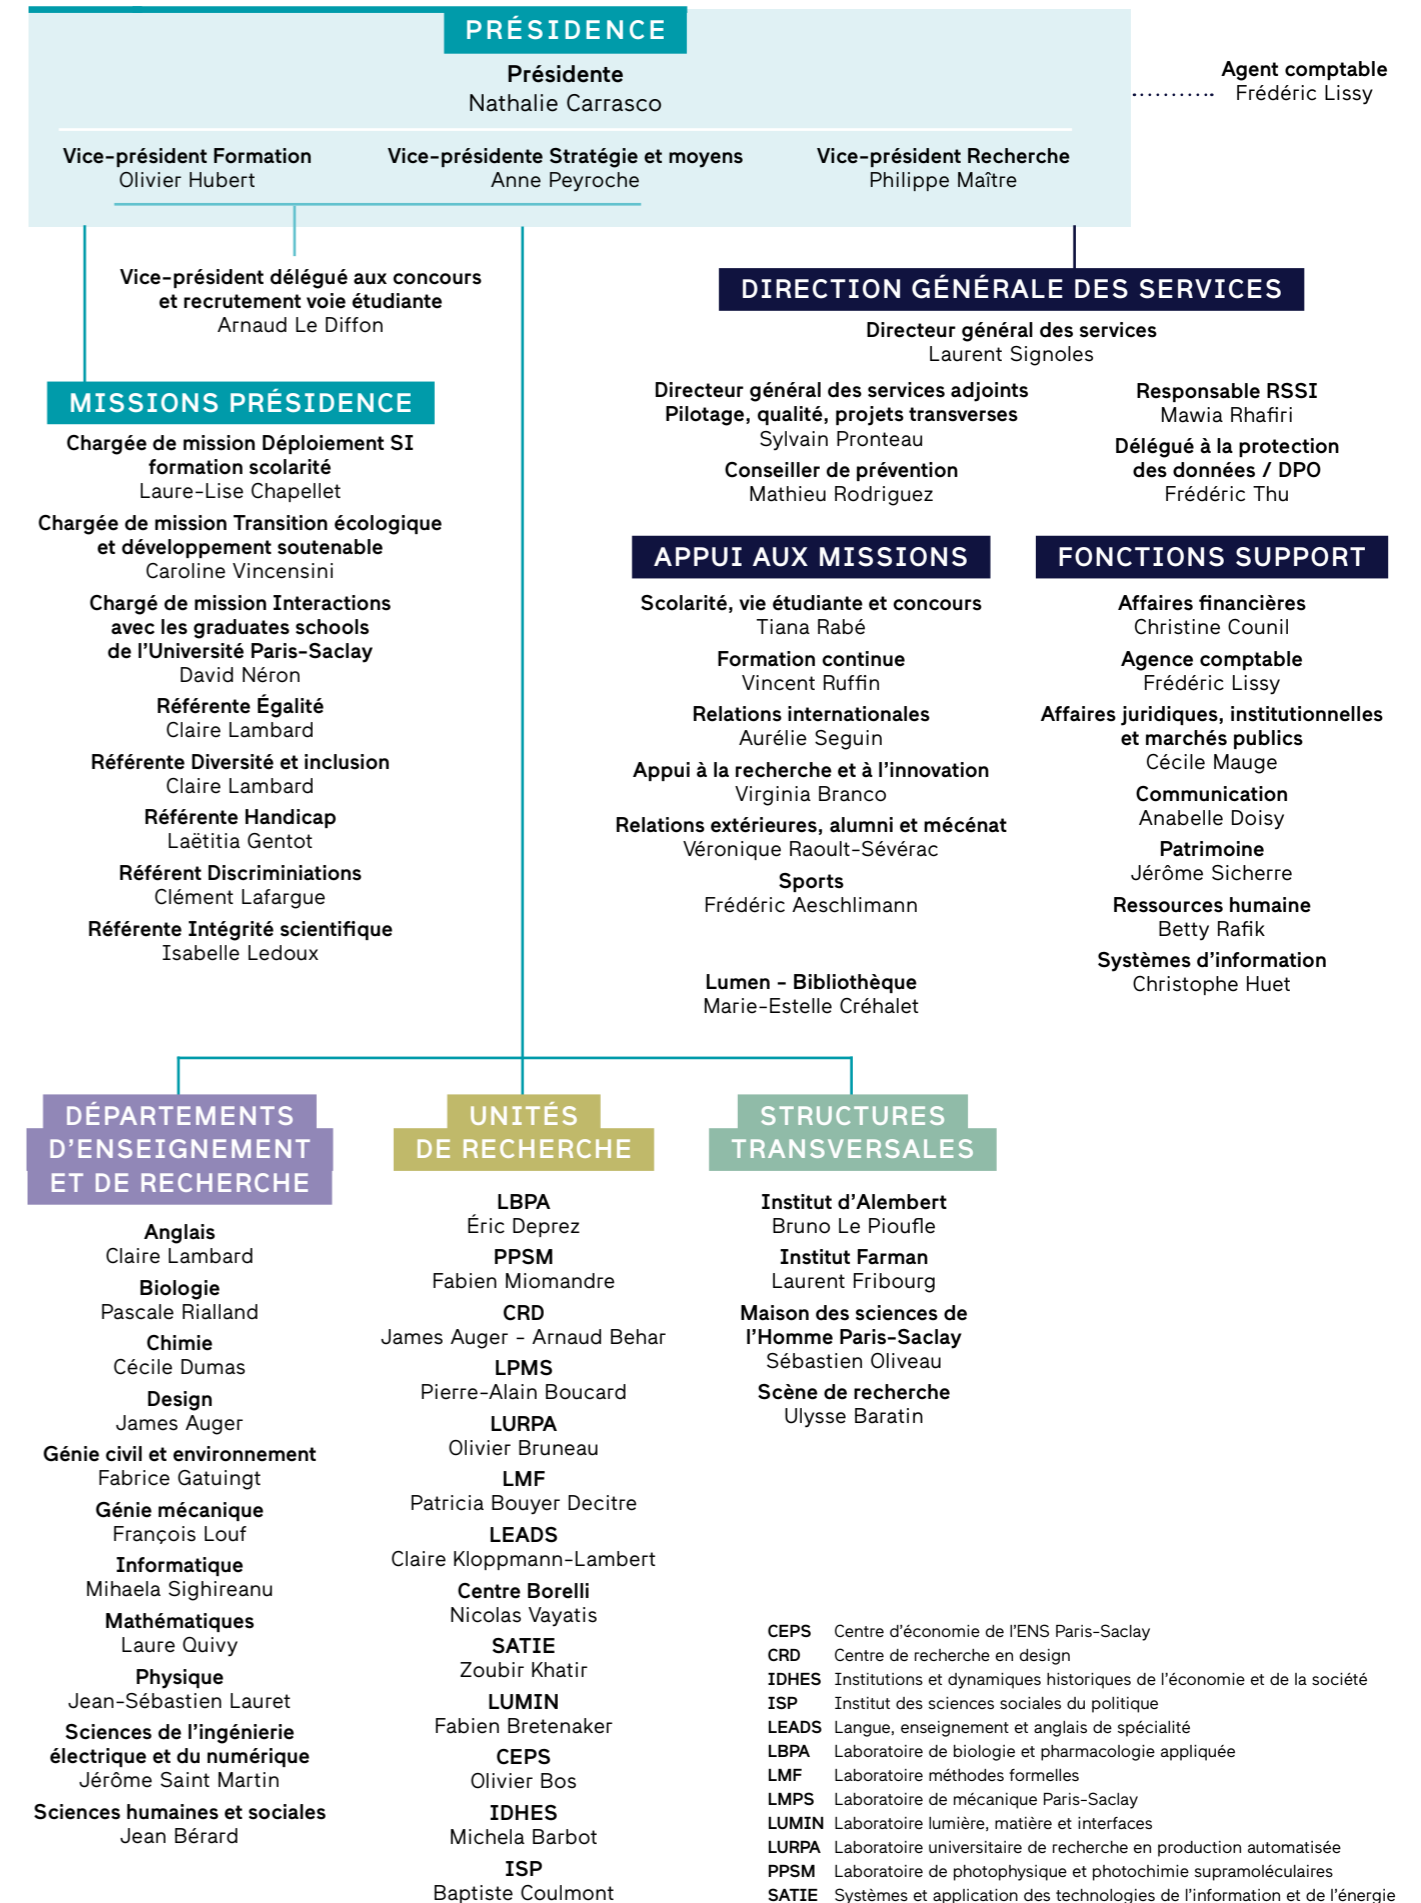 PRÉSIDENCE
Présidente
Nathalie Carrasco
Agent comptable
Frédéric Lissy
Vice-président Formation
Olivier Hubert
Vice-présidente Stratégie et moyens
Anne Peyroche
Vice-président Recherche
Philippe Maître
Vice-président délégué aux concours
et recrutement voie étudiante
Arnaud Le Diffon
MISSIONS PRÉSIDENCE
Chargée de mission Déploiement SI
formation scolarité
Laure-Lise Chapellet
Chargée de mission Transition écologique
et développement soutenable
Caroline Vincensini
Chargé de mission Interactions
avec les graduates schools
de l'Université Paris-Saclay
David Néron
Référente Égalité
Claire Lambard
Référente Diversité et inclusion
Claire Lambard
Référente Handicap
Laëtitia Gentot
Référent Discriminiations
Clément Lafargue
Référente Intégrité scientifique
Isabelle Ledoux
DIRECTION GÉNÉRALE DES SERVICES
Directeur général des services
Laurent Signoles
Directeur général des services adjoints
Pilotage, qualité, projets transverses
Sylvain Pronteau
Conseiller de prévention
Mathieu Rodriguez
Responsable RSSI
Mawia Rhafiri
Délégué à la protection
des données / DPO
Frédéric Thu
APPUI AUX MISSIONS
Scolarité, vie étudiante et concours
Tiana Rabé
Formation continue
Vincent Ruffin
Relations internationales
Aurélie Seguin
Appui à la recherche et à l'innovation
Virginia Branco
Relations extérieures, alumni et mécénat
Véronique Raoult-Sévérac
Sports
Frédéric Aeschlimann
Lumen - Bibliothèque
Marie-Estelle Créhalet
FONCTIONS SUPPORT
Affaires financières
Christine Counil
Agence comptable
Frédéric Lissy
Affaires juridiques, institutionnelles
et marchés publics
Cécile Mauge
Communication
Anabelle Doisy
Patrimoine
Jérôme Sicherre
Ressources humaine
Betty Rafik
Systèmes d'information
Christophe Huet
DÉPARTEMENTS
D'ENSEIGNEMENT
ET DE RECHERCHE
Anglais
Claire Lambard
Biologie
Pascale Rialland
Chimie
Cécile Dumas
Design
James Auger
Génie civil et environnement
Fabrice Gatuingt
Génie mécanique
François Louf
Informatique
Mihaela Sighireanu
Mathématiques
Laure Quivy
Physique
Jean-Sébastien Lauret
Sciences de l'ingénierie
électrique et du numérique
Jérôme Saint Martin
Sciences humaines et sociales
Jean Bérard
UNITÉS
DE RECHERCHE
LBPA
Éric Deprez
PPSM
Fabien Miomandre
CRD
James Auger - Arnaud Behar
LPMS
Pierre-Alain Boucard
LURPA
Olivier Bruneau
LMF
Patricia Bouyer Decitre
LEADS
Claire Kloppmann-Lambert
Centre Borelli
Nicolas Vayatis
SATIE
Zoubir Khatir
LUMIN
Fabien Bretenaker
CEPS
Olivier Bos
IDHES
Michela Barbot
ISP
Baptiste Coulmont
STRUCTURES
TRANSVERSALES
Institut d'Alembert
Bruno Le Pioufle
Institut Farman
Laurent Fribourg
Maison des sciences de
l'Homme Paris-Saclay
Sébastien Oliveau
Scène de recherche
Ulysse Baratin
CEPS Centre d'économie de l'ENS Paris-Saclay
CRD Centre de recherche en design
IDHES Institutions et dynamiques historiques de l'économie et de la société
ISP Institut des sciences sociales du politique
LEADS Langue, enseignement et anglais de spécialité
LBPA Laboratoire de biologie et pharmacologie appliquée
LMF Laboratoire méthodes formelles
LMPS Laboratoire de mécanique Paris-Saclay
LUMIN Laboratoire lumière, matière et interfaces
LURPA Laboratoire universitaire de recherche en production automatisée
PPSM Laboratoire de photophysique et photochimie supramoléculaires
SATIE Systèmes et application des technologies de l'information et de l'énergie